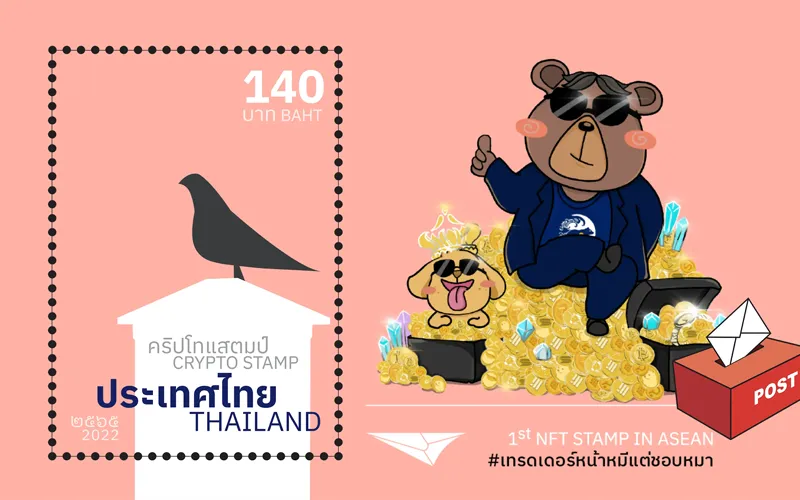 140
บาท BAHT
คริปโทแสตมป์
CRYPTO STAMP
ประเทศไทย
THAILAND
๒๕๖๕
2022
POST
1st NFT STAMP IN ASEAN
#เทรดเดอร์หน้าหมีแต่ชอบหมา